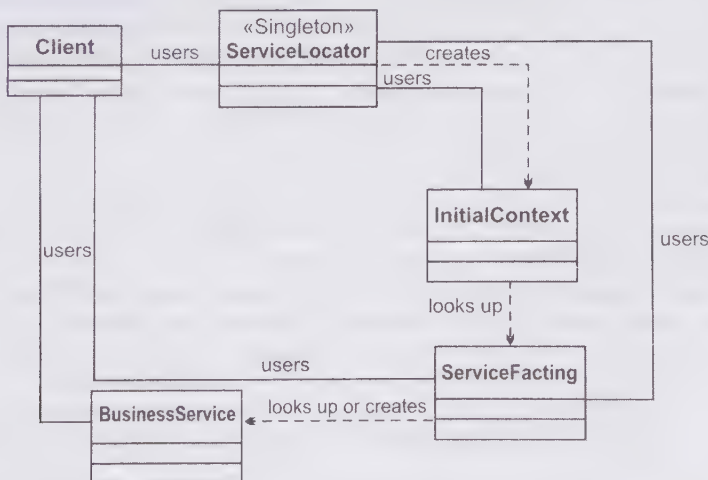 «Singleton»
Client
users
ServiceLocator
creates
users
InitialContext
users
users
looks up
users
ServiceFacting
BusinessService
looks up or creates